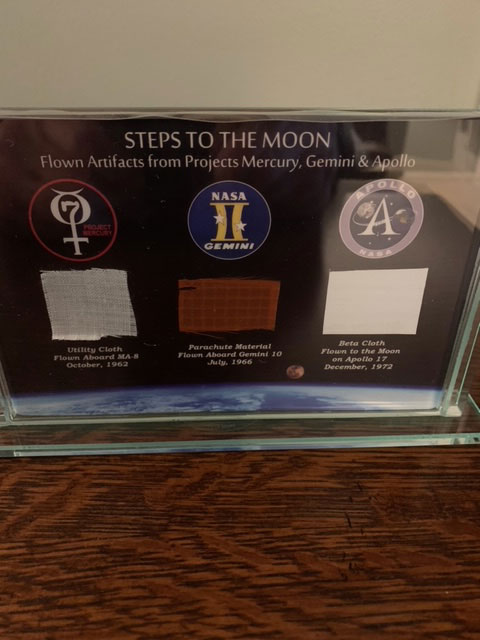 STEPS TO THE MOON
Flown Artifacts from Projects Mercury, Gemini & Apollo
7
PROJECT
MERCURY
NASA
II
GEMINI
APOLLO
A
NASA
Utility Cloth
Flown Aboard MA-8
October, 1962
Parachute Material
Flown Aboard Gemini 10
July, 1966
Beta Cloth
Flown to the Moon
on Apollo 17
December, 1972